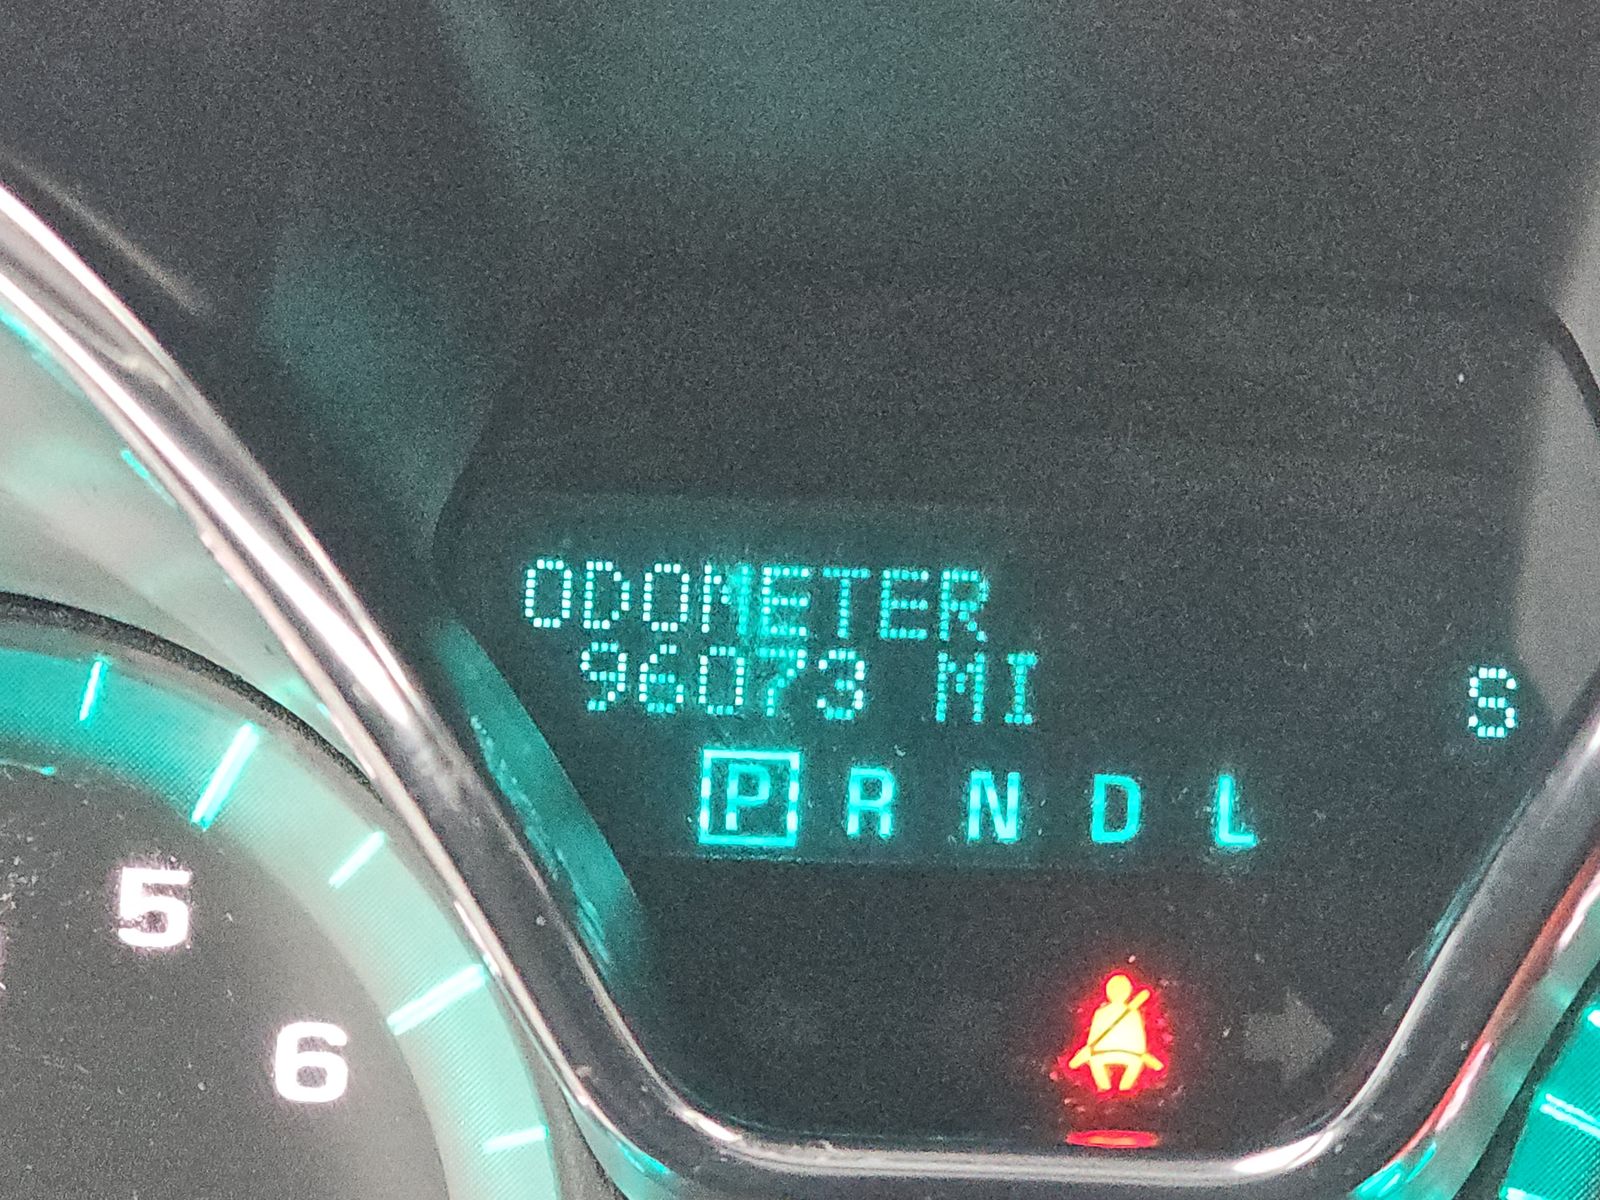 ODOMETER
96073 MI
S
P R N D L
5
6